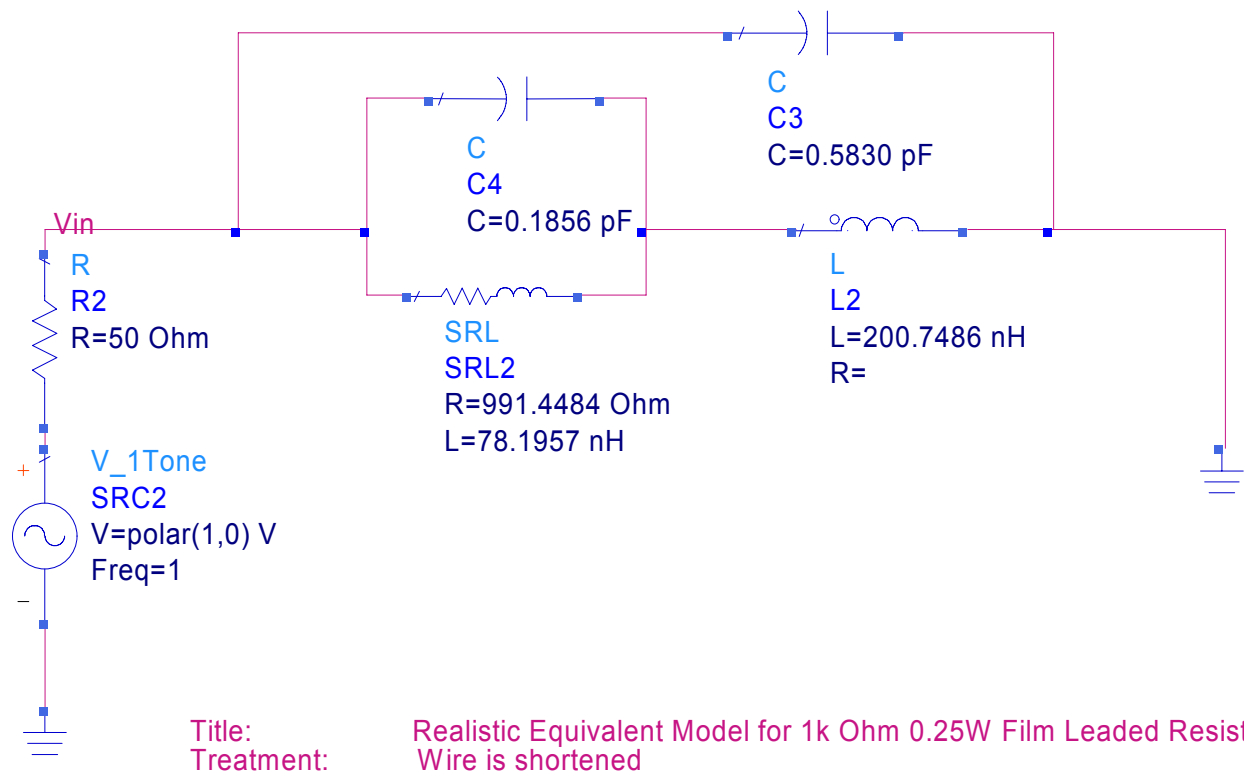 C
C3
C=0.5830 pF
C
C4
C=0.1856 pF
Vin
R
R2
R=50 Ohm
L
L2
L=200.7486 nH
R=
SRL
SRL2
R=991.4484 Ohm
L=78.1957 nH
+
V_1Tone
SRC2
V=polar(1,0) V
Freq=1
–
Title: Realistic Equivalent Model for 1k Ohm 0.25W Film Leaded Resist
Treatment: Wire is shortened